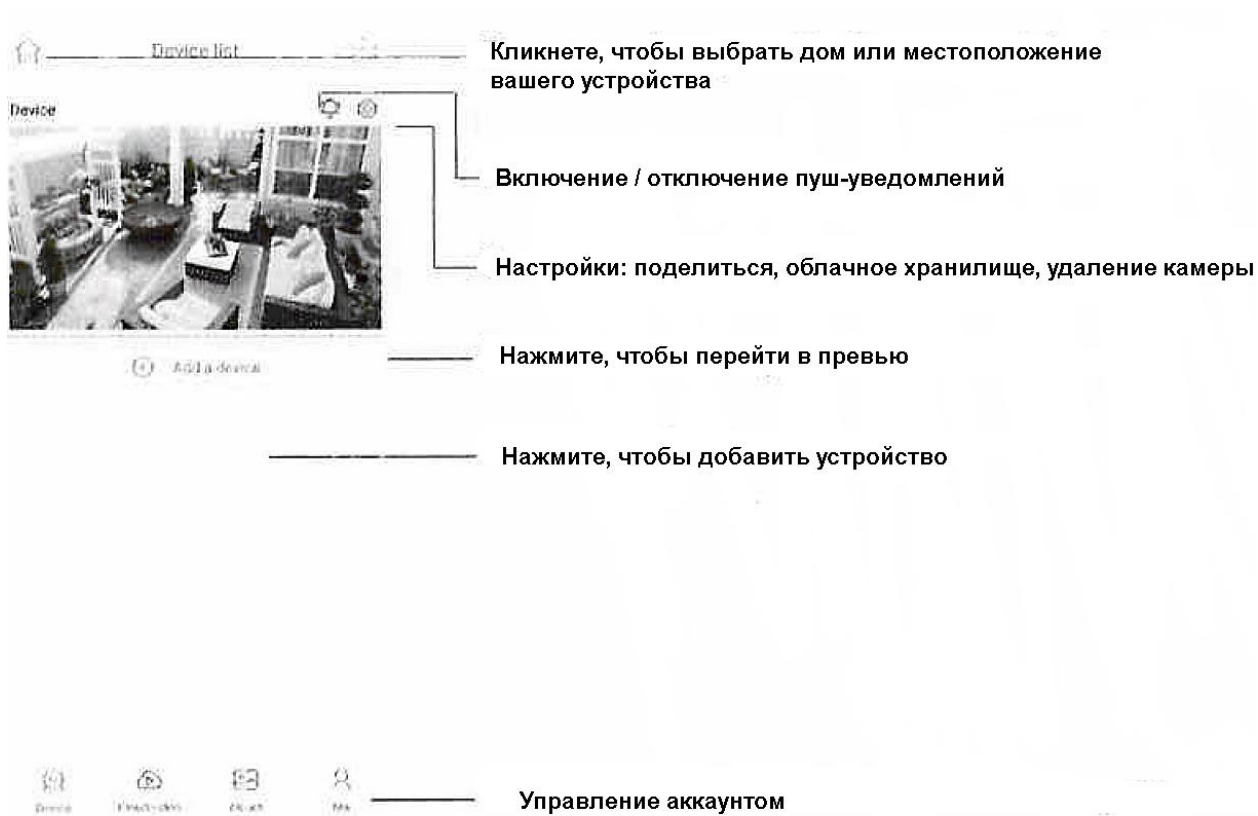 Device list
Кликнете, чтобы выбрать дом или местоположение
вашего устройства
Device
Включение / отключение пуш-уведомлений
Настройки: поделиться, облачное хранилище, удаление камеры
Нажмите, чтобы перейти в превью
Add a device
Нажмите, чтобы добавить устройство
Device
Me
Управление аккаунтом